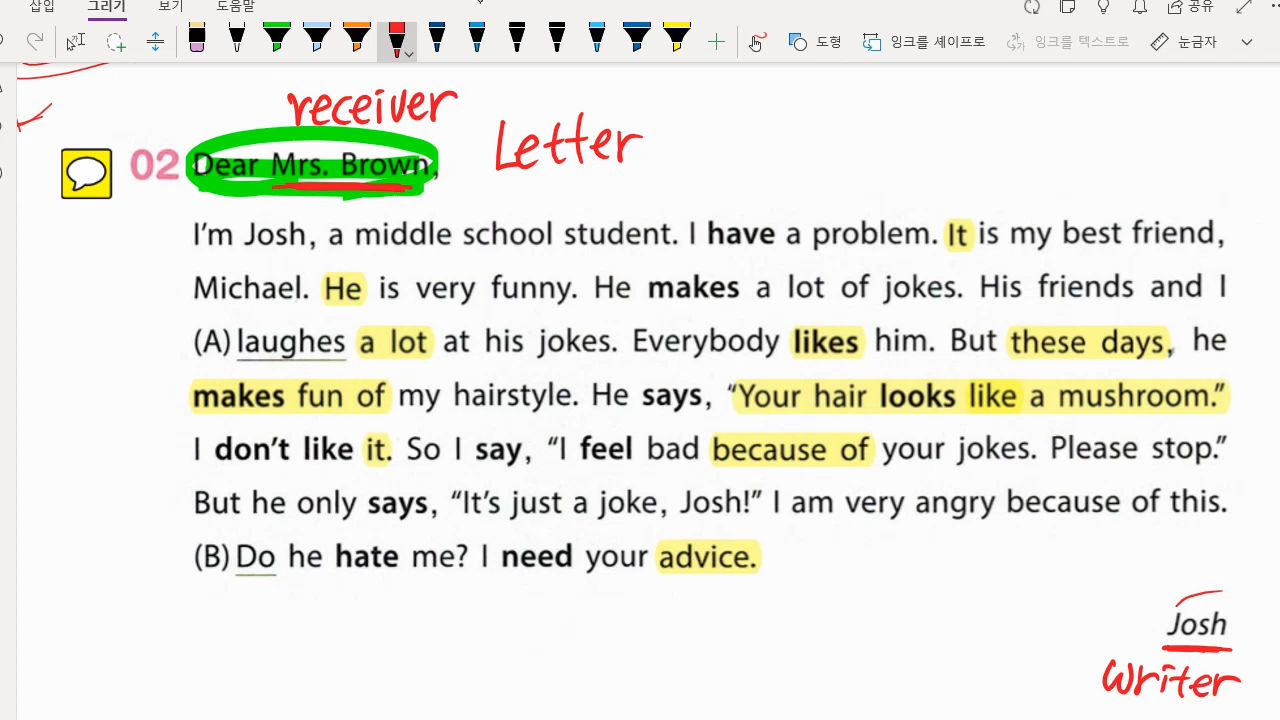 삽입 그리기 보기 도움말 공유
도형 잉크를 셰이프로 잉크를 텍스트로 눈금자
receiver
Letter
02 Dear Mrs. Brown,
I'm Josh, a middle school student. I have a problem. It is my best friend,
Michael. He is very funny. He makes a lot of jokes. His friends and I
(A) laughes a lot at his jokes. Everybody likes him. But these days, he
makes fun of my hairstyle. He says, “Your hair looks like a mushroom.”
I don't like it. So I say, “I feel bad because of your jokes. Please stop.”
But he only says, “It's just a joke, Josh!” I am very angry because of this.
(B) Do he hate me? I need your advice.
Josh
Writer